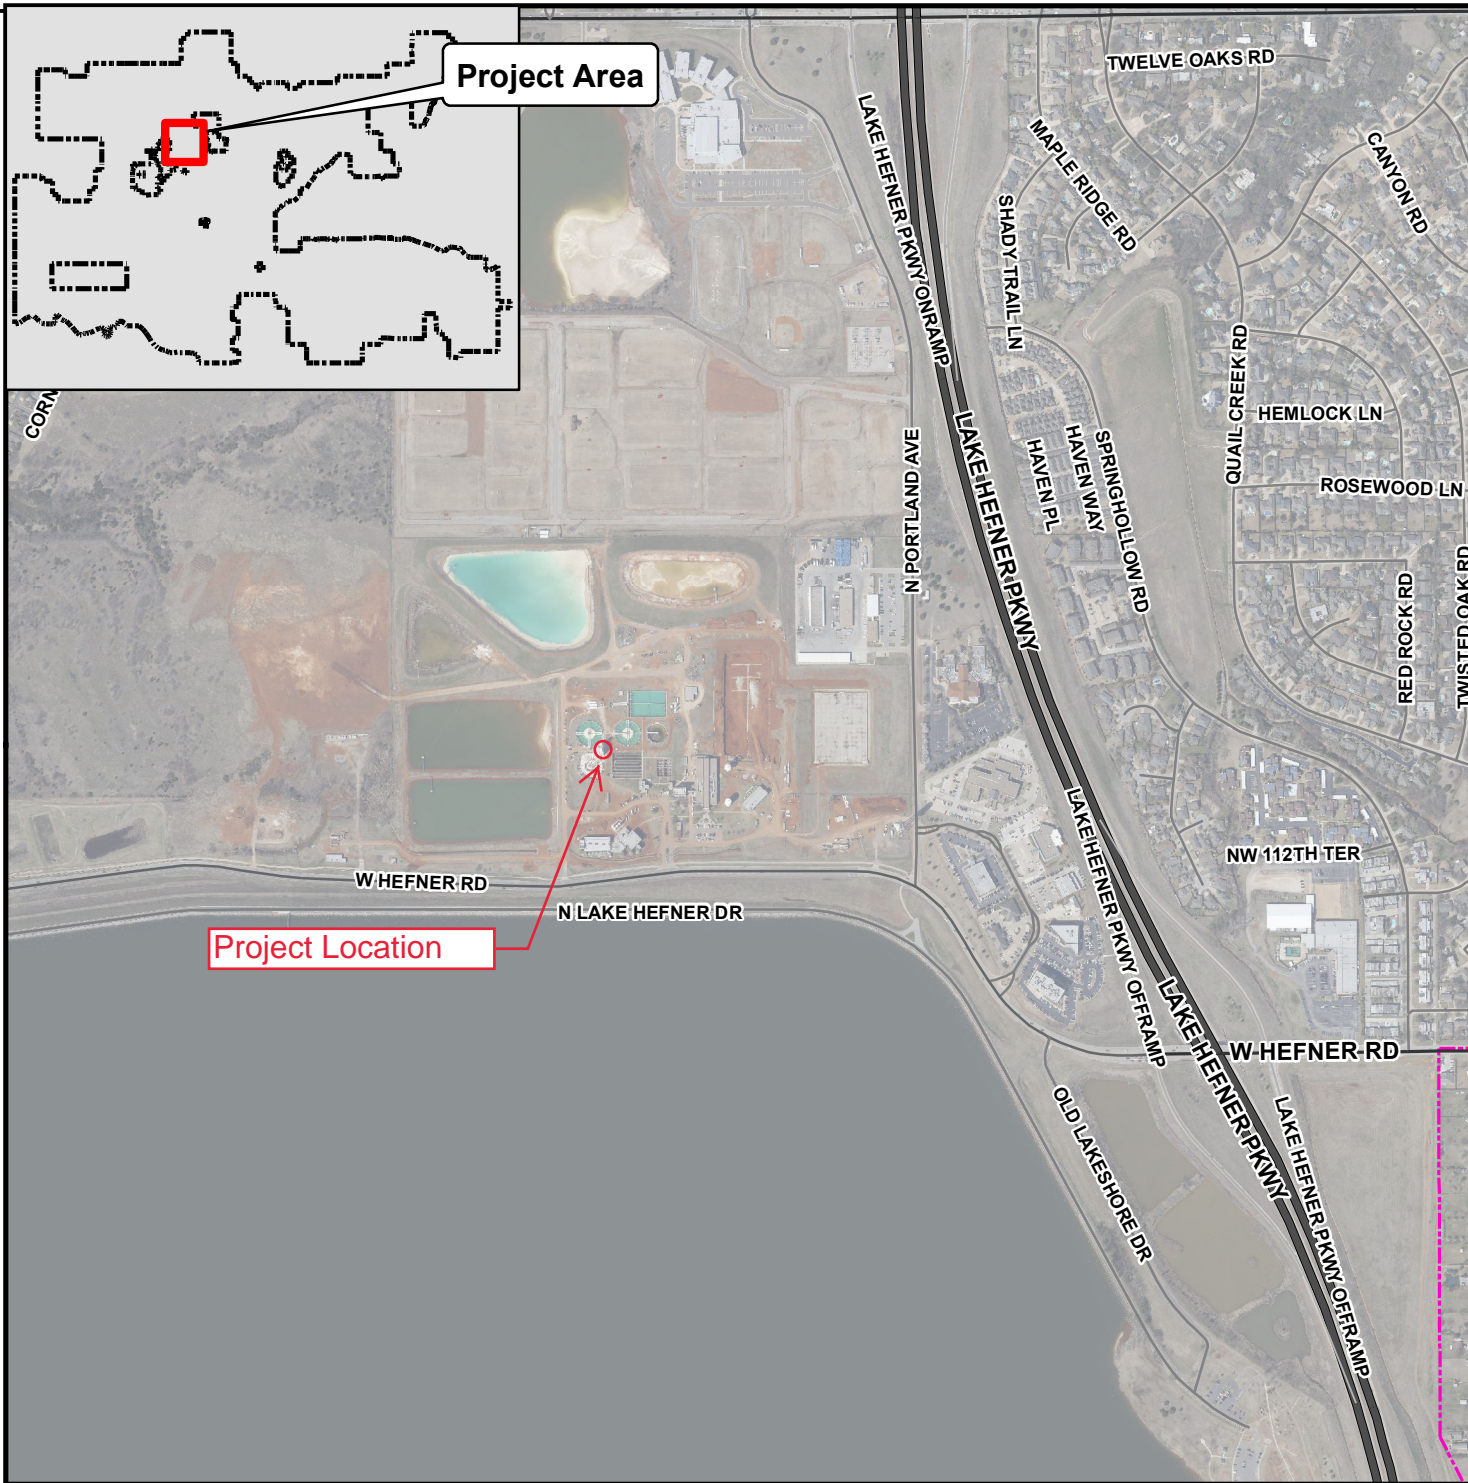 Project Area
TWELVE OAKS RD
LAKE HEFNER PKWY ONRAMP
MAPLE RIDGE RD
CANYON RD
SHADY TRAIL LN
CORN
QUAIL CREEK RD
HEMLOCK LN
N PORTLAND AVE
LAKE HEFNER PKWY
HAVEN PL
HAVEN WAY
SPRINGHOLLOW RD
ROSEWOOD LN
RED ROCK RD
TWISTED OAK RD
LAKE HEFNER PKWY OFFRAMP
NW 112TH TER
W HEFNER RD
N LAKE HEFNER DR
Project Location
LAKE HEFNER PKWY
W HEFNER RD
OLD LAKESHORE DR
LAKE HEFNER PKWY OFFRAMP